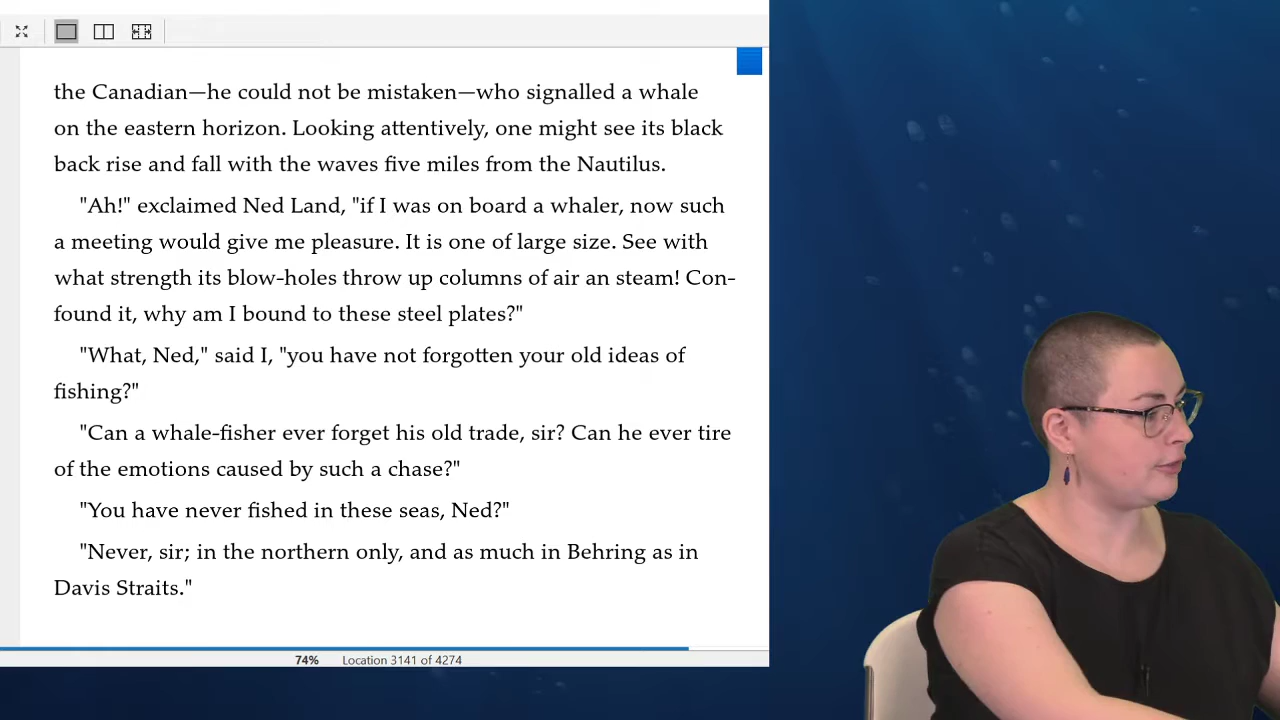 the Canadian—he could not be mistaken—who signalled a whale
on the eastern horizon. Looking attentively, one might see its black
back rise and fall with the waves five miles from the Nautilus.
"Ah!" exclaimed Ned Land, "if I was on board a whaler, now such
a meeting would give me pleasure. It is one of large size. See with
what strength its blow-holes throw up columns of air an steam! Con-
found it, why am I bound to these steel plates?"
"What, Ned," said I, "you have not forgotten your old ideas of
fishing?"
"Can a whale-fisher ever forget his old trade, sir? Can he ever tire
of the emotions caused by such a chase?"
"You have never fished in these seas, Ned?"
"Never, sir; in the northern only, and as much in Behring as in
Davis Straits."
74% Location 3141 of 4274